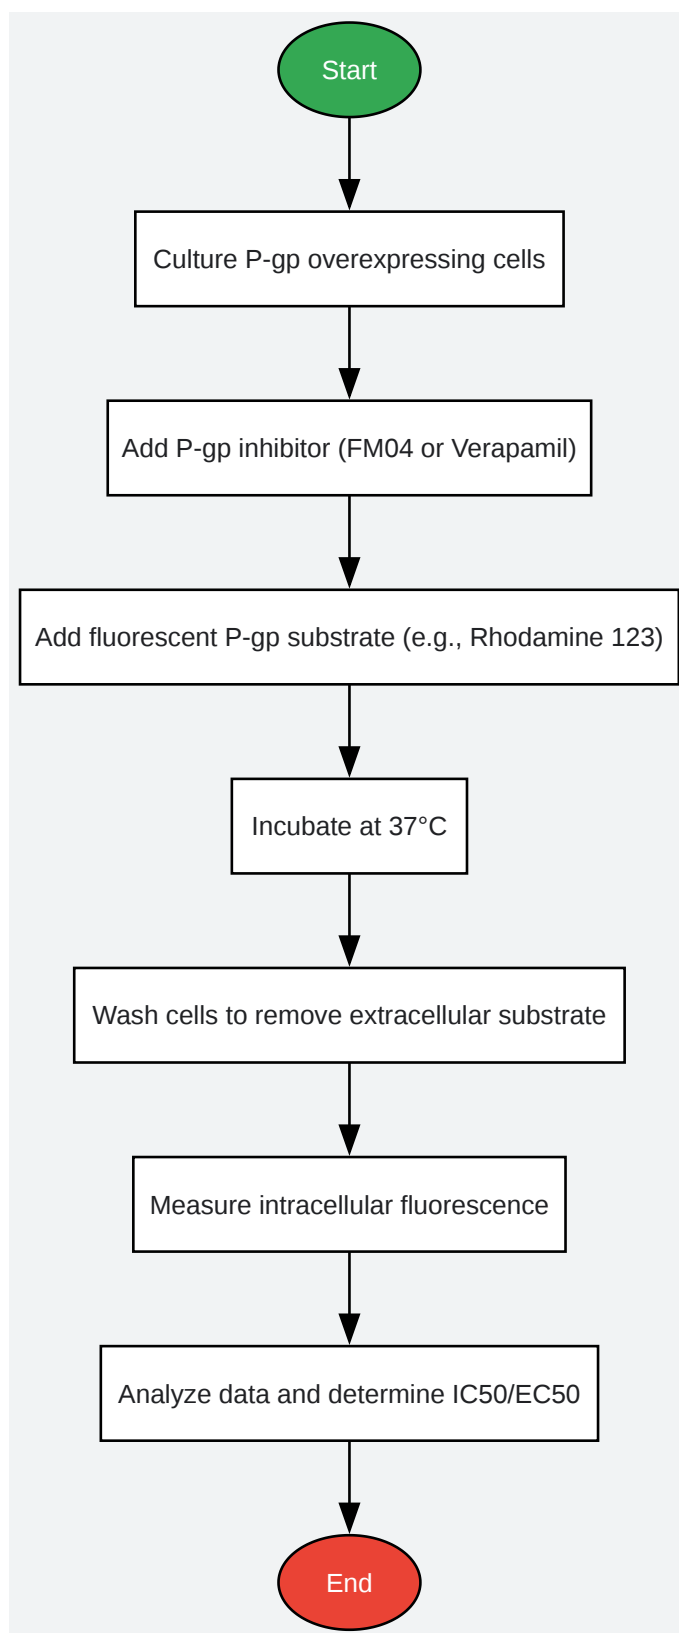 Start
Culture P-gp overexpressing cells
Add P-gp inhibitor (FM04 or Verapamil)
Add fluorescent P-gp substrate (e.g., Rhodamine 123)
Incubate at 37°C
Wash cells to remove extracellular substrate
Measure intracellular fluorescence
Analyze data and determine IC50/EC50
End